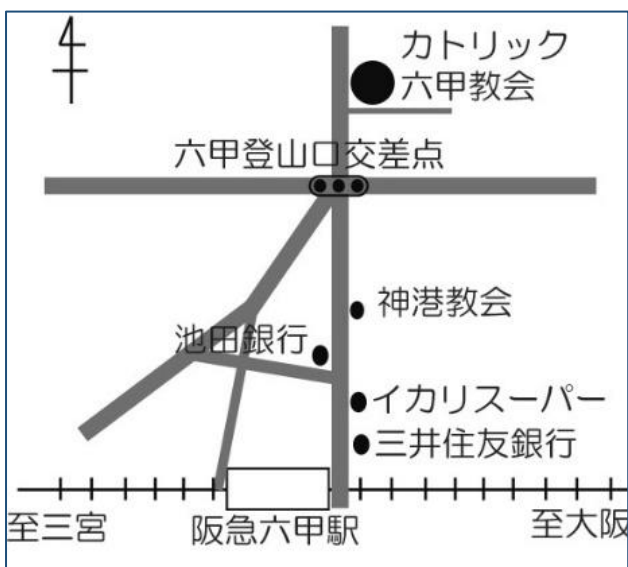 カトリック
六甲教会
六甲登山口交差点
神港教会
池田銀行
イカリスーパー
三井住友銀行
至三宮
阪急六甲駅
至大阪